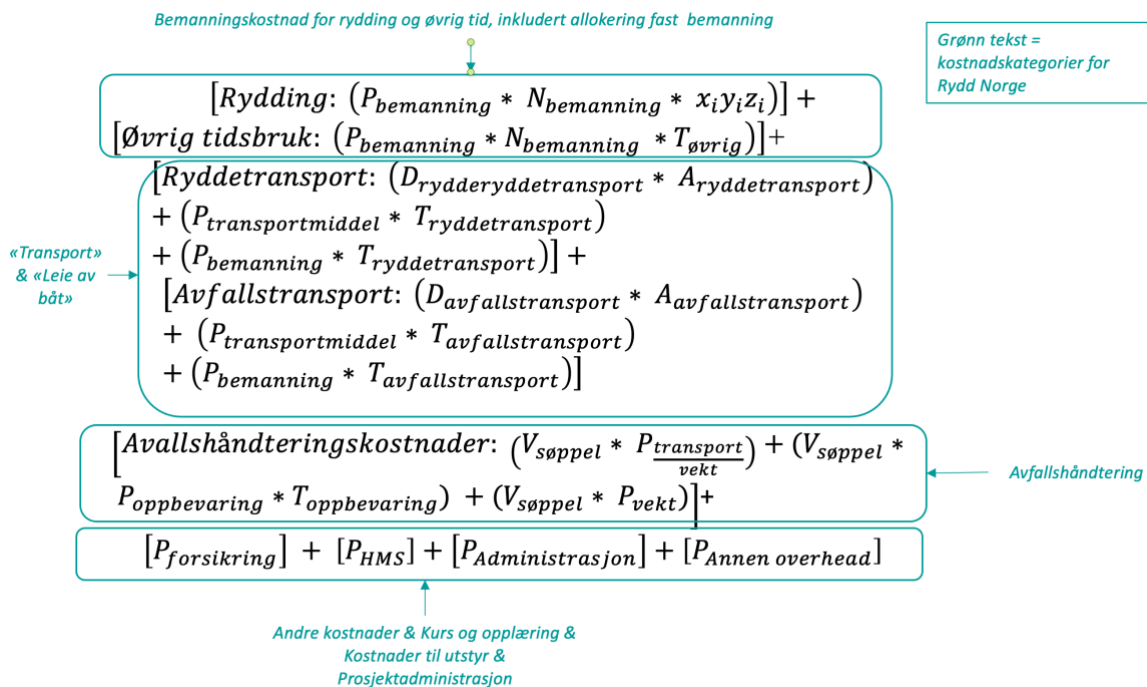 Bemanningskostnad for rydding og øvrig tid, inkludert allokering fast bemanning
Grønn tekst =
kostnadskategorier for
Rydd Norge
[Rydding: (P_bemanning * N_bemanning * x_i y_i z_i)] +
[Øvrig tidsbruk: (P_bemanning * N_bemanning * T_øvrig)]+
[Ryddetransport: (D_rydderyddetransport * A_ryddetransport)
+ (P_transportmiddel * T_ryddetransport)
+ (P_bemanning * T_ryddetransport)] +
[Avfallstransport: (D_avfallstransport * A_avfallstransport)
+ (P_transportmiddel * T_avfallstransport)
+ (P_bemanning * T_avfallstransport)]
«Transport»
& «Leie av
båt»
[Avallshåndteringskostnader: (V_søppel * P_transport/vekt) + (V_søppel *
P_oppbevaring * T_oppbevaring) + (V_søppel * P_vekt)]+
Avfallshåndtering
[P_forsikring] + [P_HMS] + [P_Administrasjon] + [P_Annen overhead]
Andre kostnader & Kurs og opplæring &
Kostnader til utstyr &
Prosjektadministrasjon